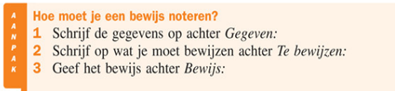 AANPAK
Hoe moet je een bewijs noteren?
1 Schrijf de gegevens op achter Gegeven:
2 Schrijf op wat je moet bewijzen achter Te bewijzen:
3 Geef het bewijs achter Bewijs: